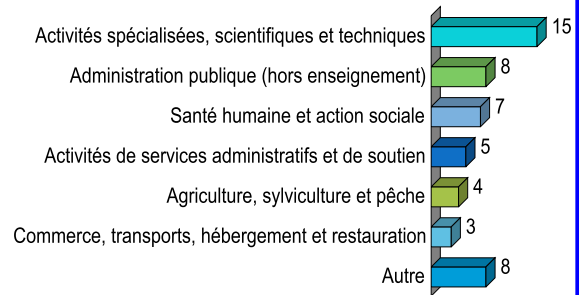 Activités spécialisées, scientifiques et techniques 15
Administration publique (hors enseignement) 8
Santé humaine et action sociale 7
Activités de services administratifs et de soutien 5
Agriculture, sylviculture et pêche 4
Commerce, transports, hébergement et restauration 3
Autre 8